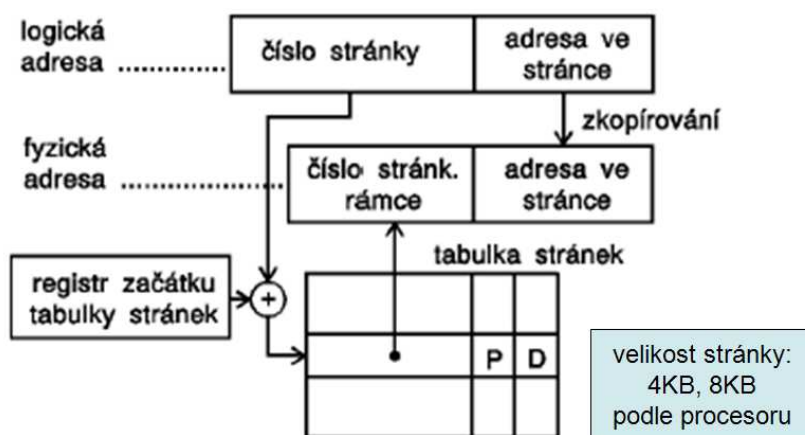 logická
adresa ..............
číslo stránky
adresa ve
stránce
zkopírování
fyzická
adresa ......................
číslo stránk.
rámce
adresa ve
stránce
tabulka stránek
registr začátku
tabulky stránek
+
P D
velikost stránky:
4KB, 8KB
podle procesoru